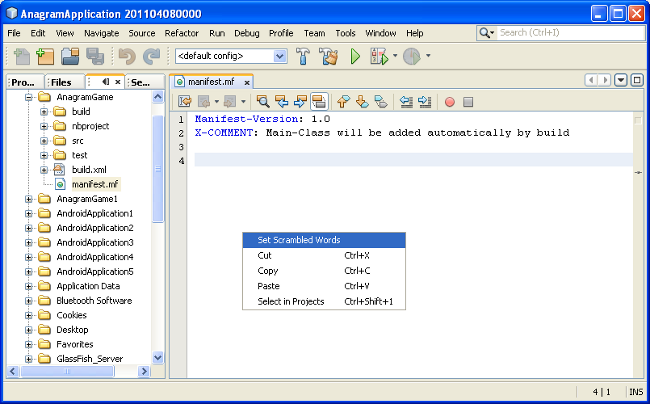 AnagramApplication 201104080000
File Edit View Navigate Source Refactor Run Debug Profile Team Tools Window Help Search (Ctrl+I)
<default config>
Pro... Files Se... manifest.mf
AnagramGame
build
nbproject
src
test
build.xml
manifest.mf
AnagramGame1
AndroidApplication1
AndroidApplication2
AndroidApplication3
AndroidApplication4
AndroidApplication5
Application Data
Bluetooth Software
Cookies
Desktop
Favorites
GlassFish_Server
1 Manifest-Version: 1.0
2 X-COMMENT: Main-Class will be added automatically by build
3
4
Set Scrambled Words
Cut Ctrl+X
Copy Ctrl+C
Paste Ctrl+V
Select in Projects Ctrl+Shift+1
4 | 1 INS